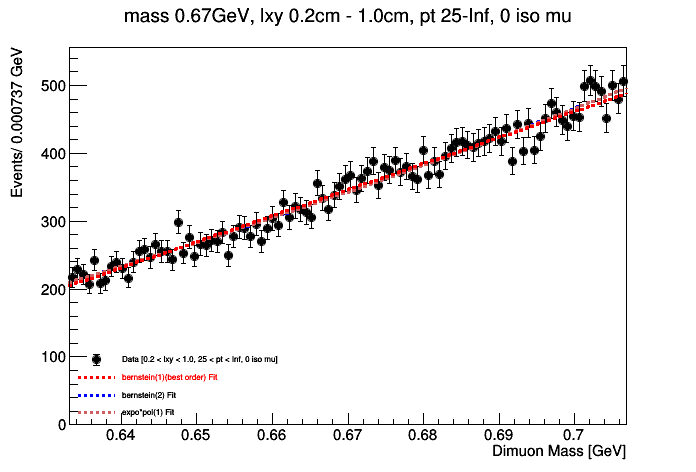 mass 0.67GeV, lxy 0.2cm - 1.0cm, pt 25-Inf, 0 iso mu
Events/ 0.000737 GeV
500
400
300
200
100
0
Data [0.2 < lxy < 1.0, 25 < pt < Inf, 0 iso mu]
bernstein(1)(best order) Fit
bernstein(2) Fit
expo*pol(1) Fit
0.64 0.65 0.66 0.67 0.68 0.69 0.7
Dimuon Mass [GeV]